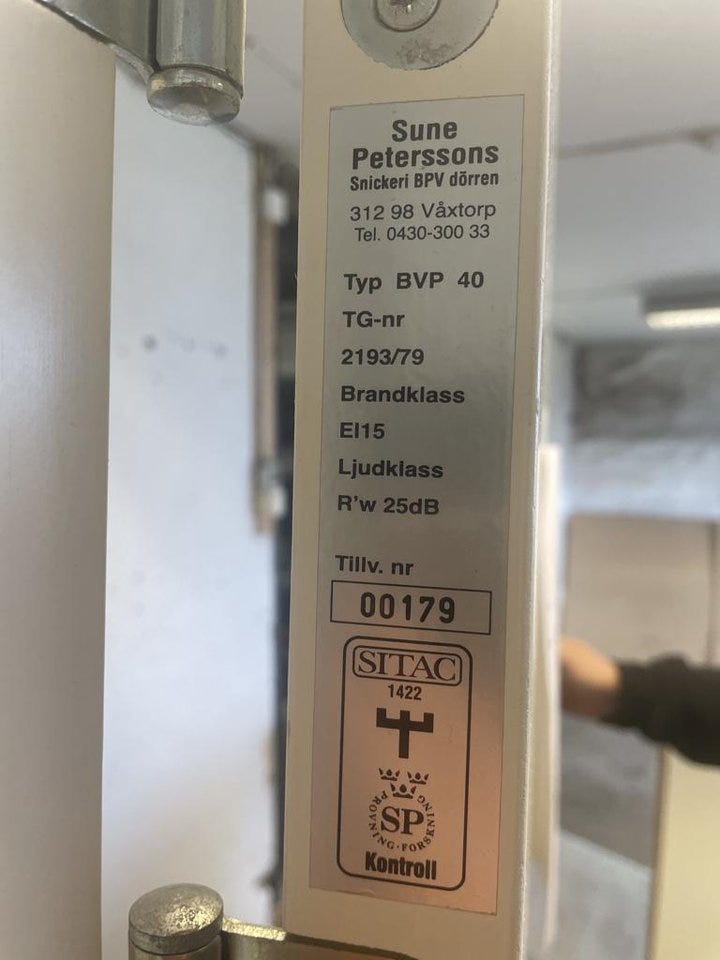 Sune
Peterssons
Snickeri BPV dörren
312 98 Våxtorp
Tel. 0430-300 33
Typ BVP 40
TG-nr
2193/79
Brandklass
EI15
Ljudklass
R'w 25dB
Tillv. nr
00179
SITAC
1422
PROVNING·FORSKNING
SP
Kontroll